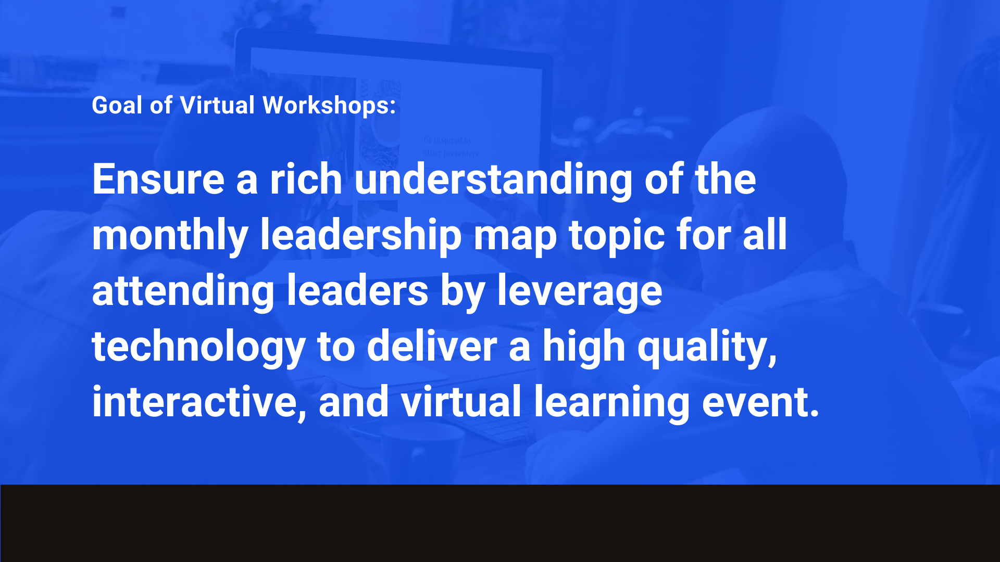 Goal of Virtual Workshops:
Be inspired by
other presenters
Ensure a rich understanding of the
monthly leadership map topic for all
attending leaders by leverage
technology to deliver a high quality,
interactive, and virtual learning event.